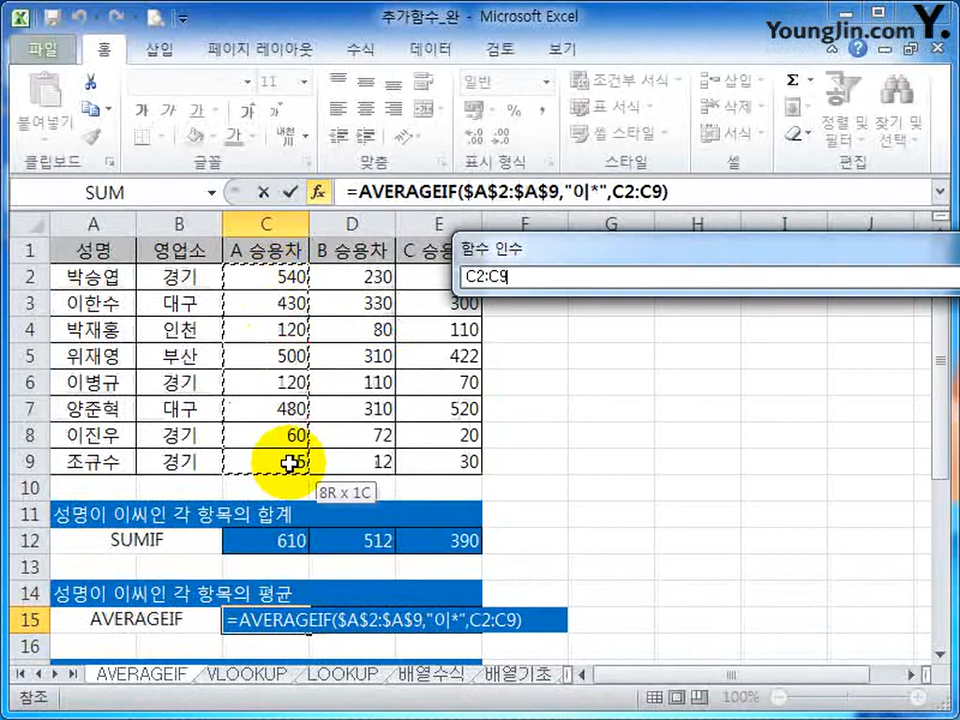 추가함수_완 - Microsoft Excel
YoungJin.com Y.
파일 홈 삽입 페이지 레이아웃 수식 데이터 검토 보기
붙여넣기 클립보드
가 가 가 가 가 내천 글꼴
11
맞춤
일반 % , 표시 형식
조건부 서식
표 서식
셀 스타일
스타일
삽입
삭제
서식
셀
Σ
정렬 및 필터
찾기 및 선택
편집
SUM =AVERAGEIF($A$2:$A$9,"이*",C2:C9)
A B C D E F G H I J
함수 인수
C2:C9
1 성명 영업소 A 승용차 B 승용차 C
2 박승엽 경기 540 230
3 이한수 대구 430 330 300
4 박재홍 인천 120 80 110
5 위재영 부산 500 310 422
6 이병규 경기 120 110 70
7 양준혁 대구 480 310 520
8 이진우 경기 60 72 20
9 조규수 경기 12 30
8R x 1C
10
11 성명이 이씨인 각 항목의 합계
12 SUMIF 610 512 390
13
14 성명이 이씨인 각 항목의 평균
15 AVERAGEIF =AVERAGEIF($A$2:$A$9,"이*",C2:C9)
16
AVERAGEIF VLOOKUP LOOKUP 배열수식 배열기초
참조 100%